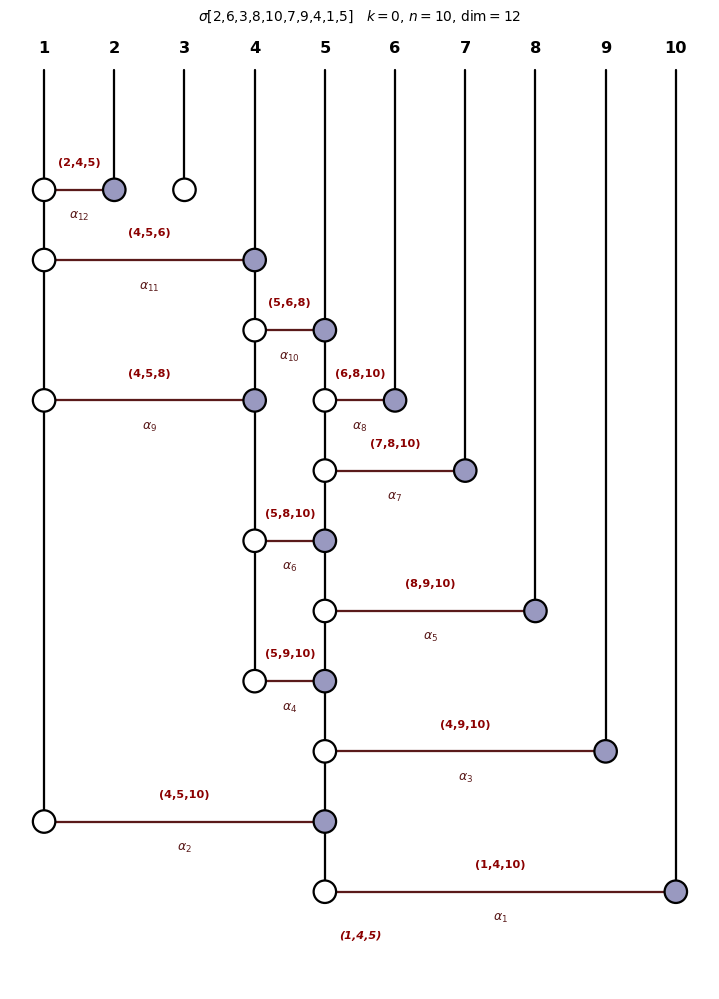 σ[2,6,3,8,10,7,9,4,1,5]   k = 0, n = 10, dim = 12
1 2 3 4 5 6 7 8 9 10
(2,4,5)
α₁₂
(4,5,6)
α₁₁
(5,6,8)
α₁₀
(4,5,8) (6,8,10)
α₉ α₈
(7,8,10)
α₇
(5,8,10)
α₆
(8,9,10)
α₅
(5,9,10)
α₄
(4,9,10)
α₃
(4,5,10)
α₂
(1,4,10)
α₁
(1,4,5)